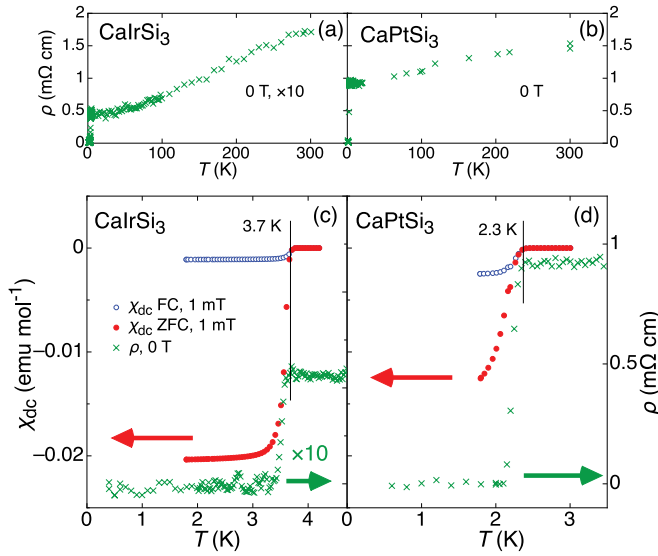 CaIrSi3 (a)
CaPtSi3 (b)
0 T, ×10
0 T
ρ (mΩ cm)
2
1.5
1
0.5
0
0 100 200 300
T (K)
0 100 200 300
T (K)
2
1.5
1
0.5
0
ρ (mΩ cm)
CaIrSi3 (c)
CaPtSi3 (d)
3.7 K
2.3 K
χdc FC, 1 mT
χdc ZFC, 1 mT
ρ, 0 T
×10
χdc (emu mol−1)
0
−0.01
−0.02
0 1 2 3 4
T (K)
0 1 2 3
T (K)
1
0.5
0
ρ (mΩ cm)